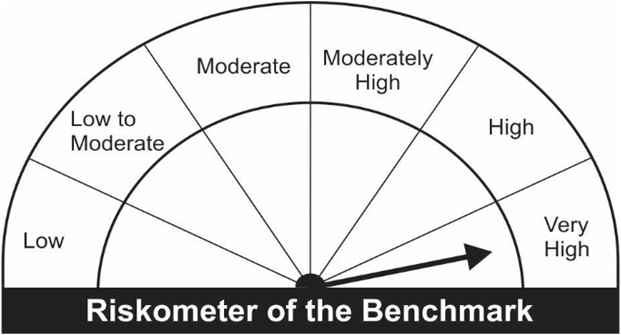 Low
Low to
Moderate
Moderate
Moderately
High
High
Very
High
Riskometer of the Benchmark